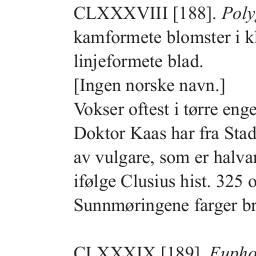 CLXXXVIII [188]. Poly
kamformete blomster i kl
linjeformete blad.
[Ingen norske navn.]
Vokser oftest i tørre enge
Doktor Kaas har fra Stad
av vulgare, som er halvan
ifølge Clusius hist. 325 o
Sunnmøringene farger br
CLXXXIX [189]. Eupho